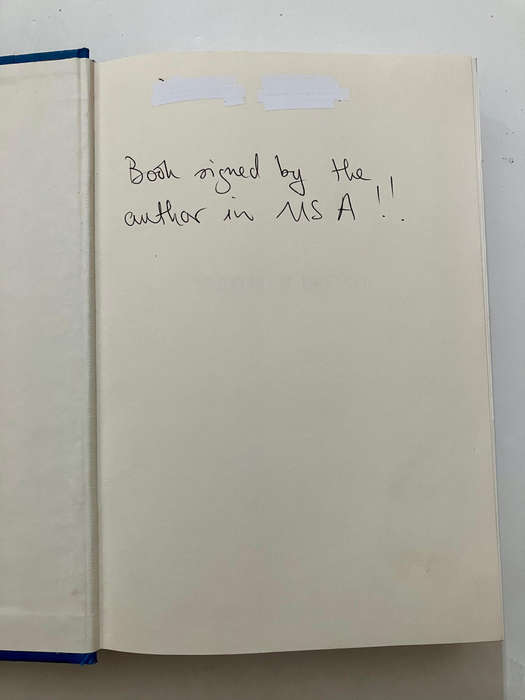 Book signed by the
author in USA !!